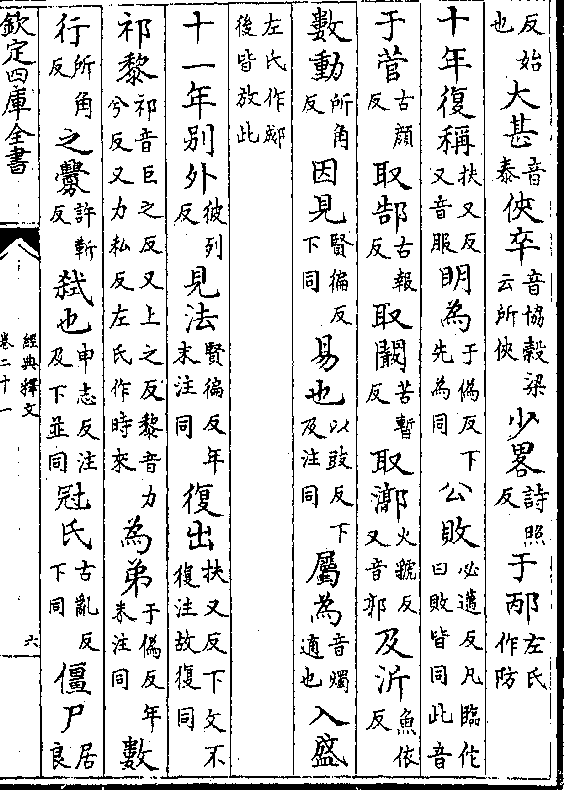 反始也大甚音泰俠卒音協榖梁云所俠少畧詩照反于邴左氏作防
十年復稱扶又反又音服明為于偽反下先為同公敗必邁反凡臨佗曰敗皆同此音
于菅古顔反取郜古報反取闞苦暫反取漷火虢反又音郭及沂魚依反
數動所角反因見賢徧反下同易也以豉反下及注同屬為音燭適也入盛
左氏作郕後皆放此
十一年别外彼列反見法賢徧反年末注同復出扶又反下文不復注故復同
祁黎祁音巨之反又上之反黎音力兮反又力私反左氏作時來為弟于偽反年末注同數
行所角反之釁許靳反弑也申志反注及下並同冠氏古亂反下同僵尸居良
欽定四庫全書
經典釋文
卷二十一
六